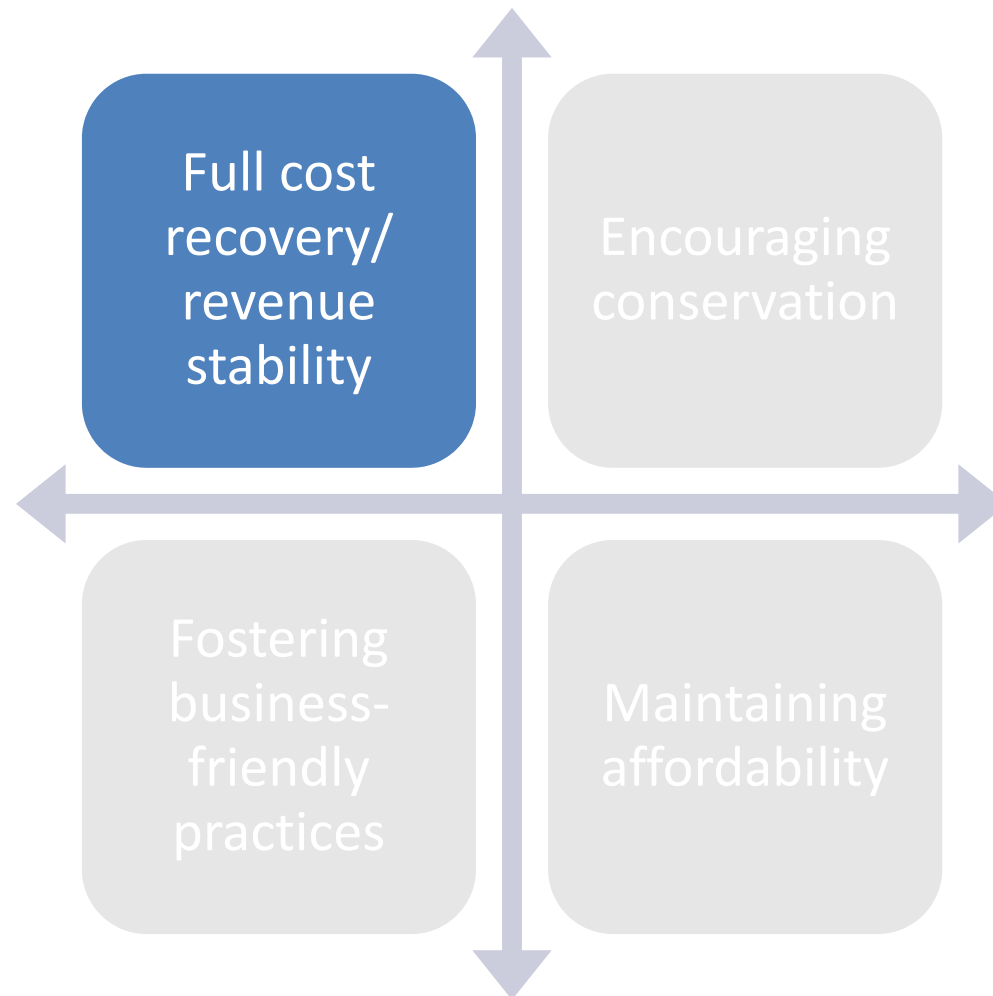 Full cost
recovery/
revenue
stability
Encouraging
conservation
Fostering
business-
friendly
practices
Maintaining
affordability